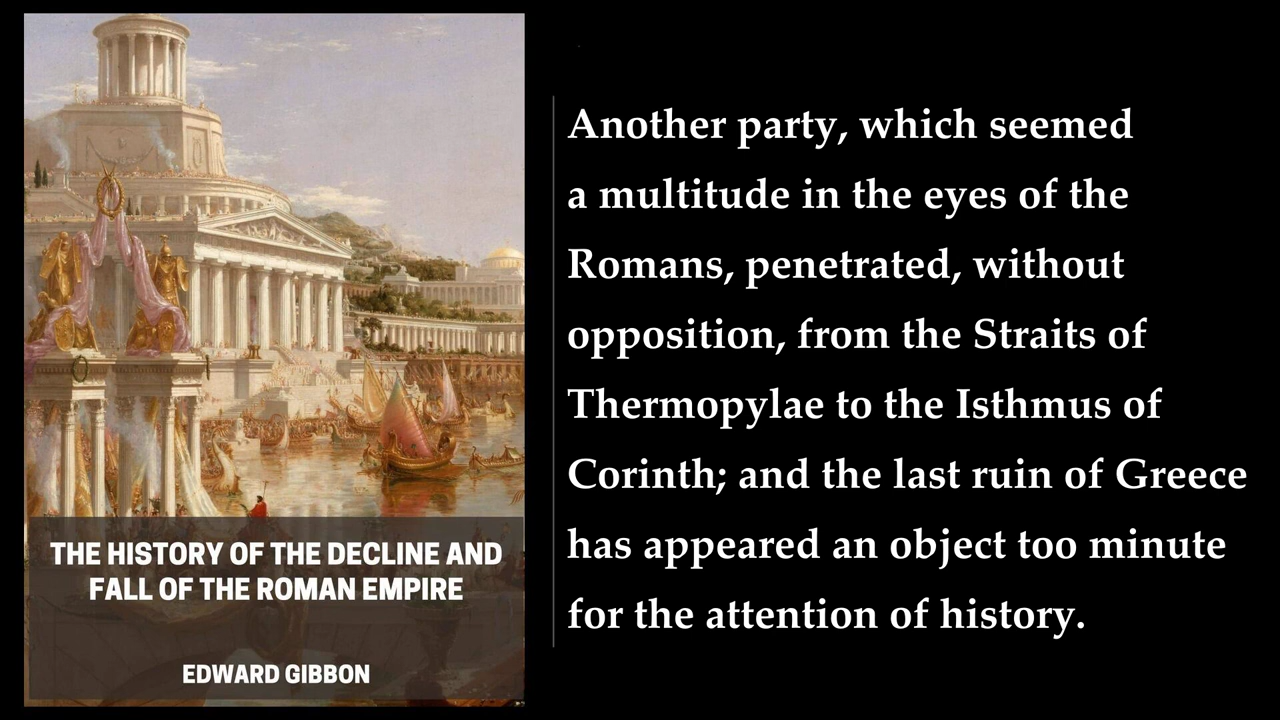 THE HISTORY OF THE DECLINE AND
FALL OF THE ROMAN EMPIRE
EDWARD GIBBON
Another party, which seemed
a multitude in the eyes of the
Romans, penetrated, without
opposition, from the Straits of
Thermopylae to the Isthmus of
Corinth; and the last ruin of Greece
has appeared an object too minute
for the attention of history.